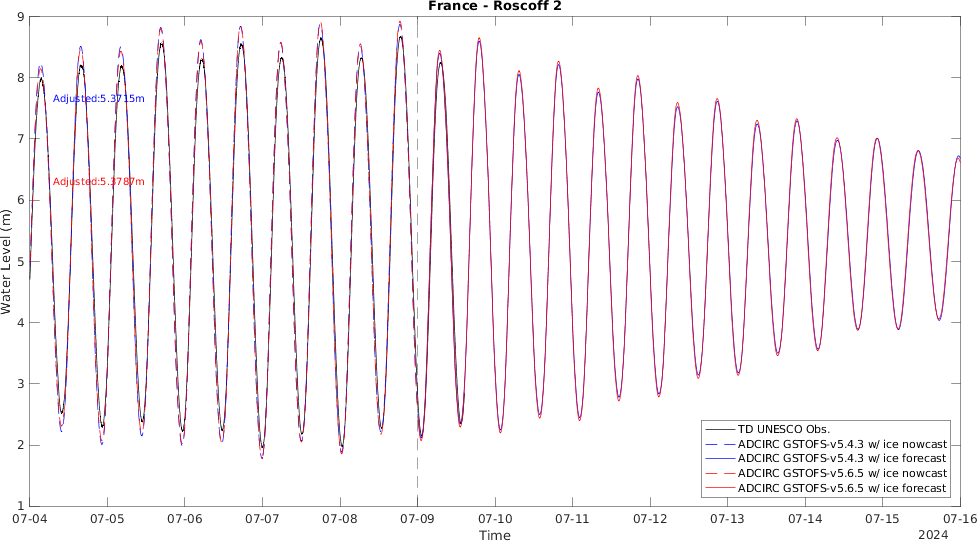 France - Roscoff 2
9
8
7
6
5
4
3
2
1
Water Level (m)
Adjusted:5.3715m
Adjusted:5.3787m
TD UNESCO Obs.
ADCIRC GSTOFS-v5.4.3 w/ ice nowcast
ADCIRC GSTOFS-v5.4.3 w/ ice forecast
ADCIRC GSTOFS-v5.6.5 w/ ice nowcast
ADCIRC GSTOFS-v5.6.5 w/ ice forecast
07-04 07-05 07-06 07-07 07-08 07-09 07-10 07-11 07-12 07-13 07-14 07-15 07-16
Time
2024